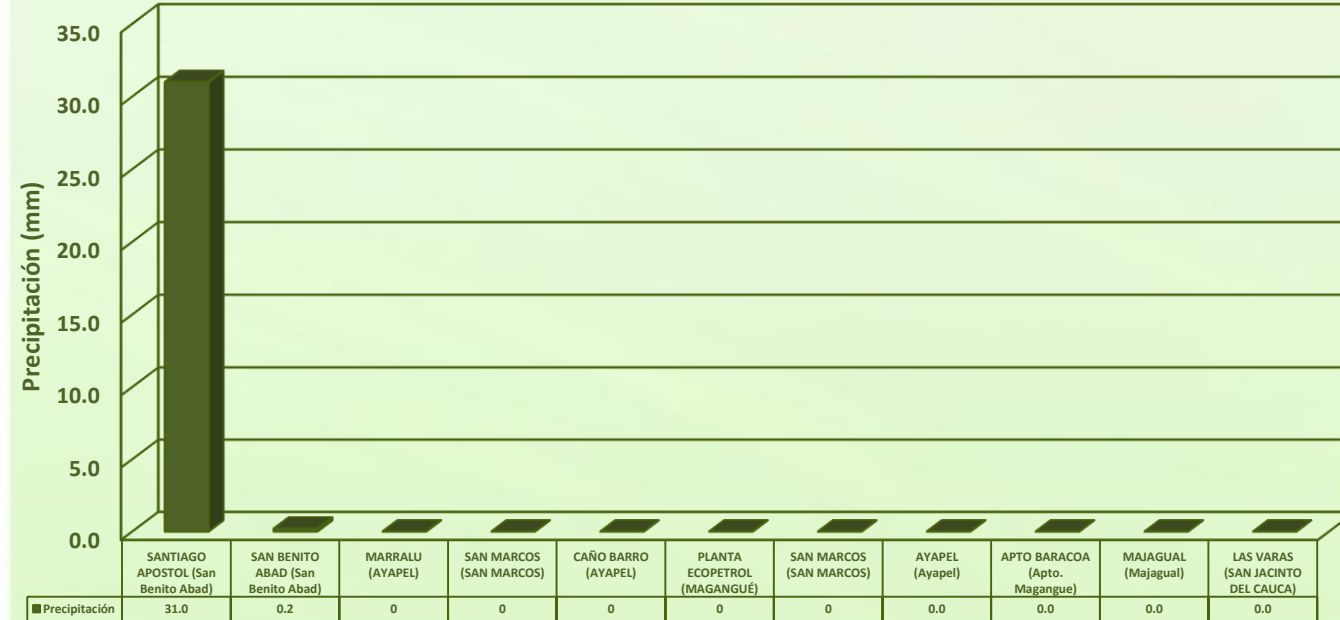 35.0
30.0
25.0
20.0
15.0
10.0
5.0
0.0
Precipitación (mm)
SANTIAGO
APOSTOL (San
Benito Abad)
SAN BENITO
ABAD (San
Benito Abad)
MARRALU
(AYAPEL)
SAN MARCOS
(SAN MARCOS)
CAÑO BARRO
(AYAPEL)
PLANTA
ECOPETROL
(MAGANGUÉ)
SAN MARCOS
(SAN MARCOS)
AYAPEL
(Ayapel)
APTO BARACOA
(Apto.
Magangue)
MAJAGUAL
(Majagual)
LAS VARAS
(SAN JACINTO
DEL CAUCA)
Precipitación 31.0 0.2 0 0 0 0 0 0.0 0.0 0.0 0.0